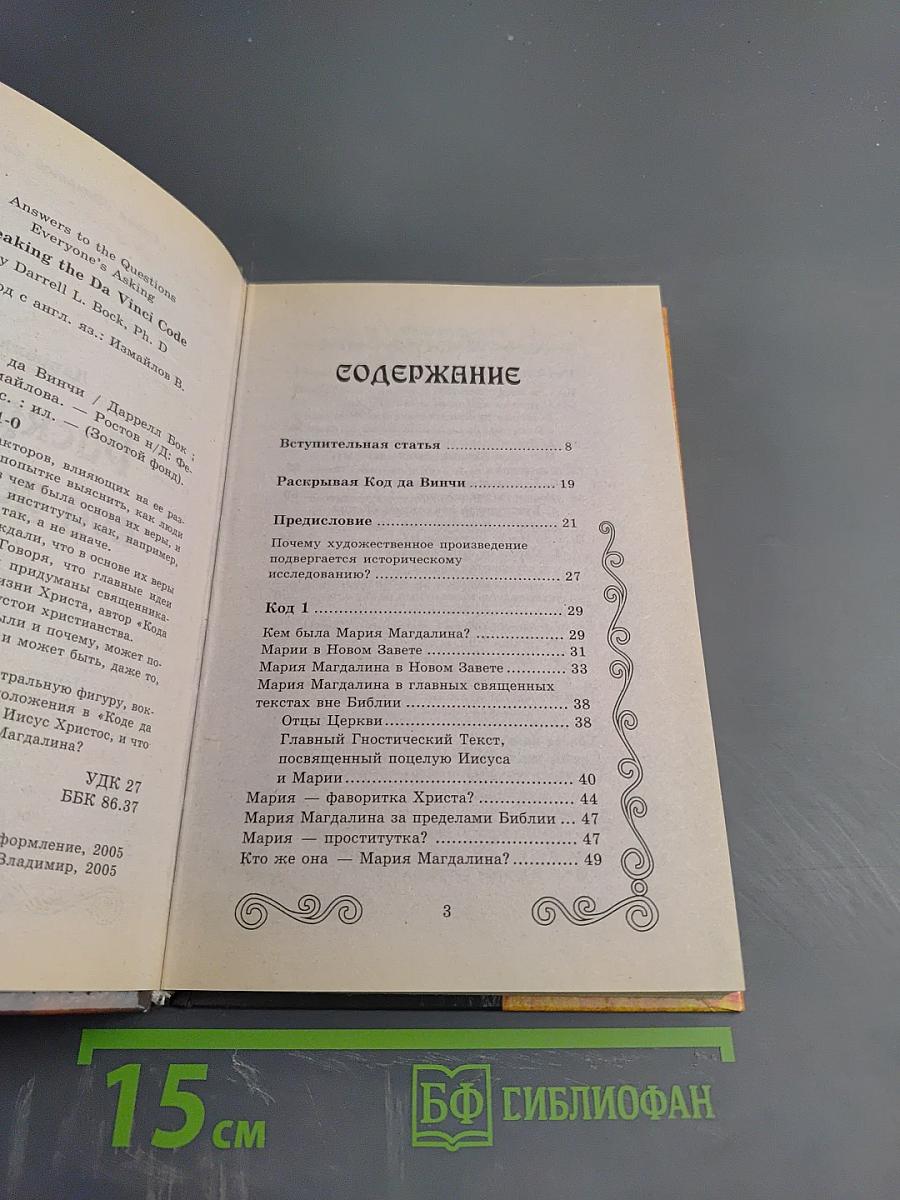 Answers to the Questions
Everyone's Asking
eaking the Da Vinci Code
y Darrell L. Bock, Ph. D
од с англ. яз.: Измайлов В.
да Винчи / Даррелл Бок ;
майлова. — Ростов н/Д: Фе-
с. : ил. — (Золотой фонд).
1-0
акторов, влияющих на ее раз-
попытке выяснить, как люди
в чем была основа их веры, и
институты, как, например,
так, а не иначе.
ждали, что в основе их веры
Говоря, что главные идеи
и придуманы священника-
изни Христа, автор «Кода
устои христианства.
ыли и почему, может по-
и может быть, даже то,
тральную фигуру, вок-
оложения в «Коде да
Иисус Христос, и что
Магдалина?
УДК 27
ББК 86.37
формление, 2005
Владимир, 2005
СОДЕРЖАНИЕ
Вступительная статья ........................ 8
Раскрывая Код да Винчи .................. 19
Предисловие .................................... 21
Почему художественное произведение
подвергается историческому
исследованию? ................................. 27
Код 1 ............................................... 29
Кем была Мария Магдалина? .............. 29
Марии в Новом Завете ....................... 31
Мария Магдалина в Новом Завете ........ 33
Мария Магдалина в главных священных
текстах вне Библии ........................... 38
Отцы Церкви .................................... 38
Главный Гностический Текст,
посвященный поцелую Иисуса
и Марии ........................................... 40
Мария — фаворитка Христа? .............. 44
Мария Магдалина за пределами Библии ... 47
Мария — проститутка? ...................... 47
Кто же она — Мария Магдалина? ........... 49
3
15 см
БФ БИБЛИОФАН